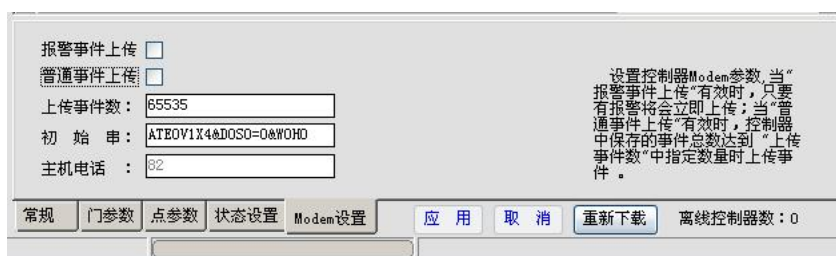 报警事件上传
普通事件上传
上传事件数: 65535
初 始 串: ATE0V1X4&D0S0=0&W0H0
主机电话 : 82
设置控制器Modem参数,当“
报警事件上传“有效时,只要
有报警将会立即上传;当“普
通事件上传“有效时,控制器
中保存的事件总数达到 “上传
事件数“中指定数量时上传事
件 。
常规 门参数 点参数 状态设置 Modem设置 应 用 取 消 重新下载 离线控制器数:0